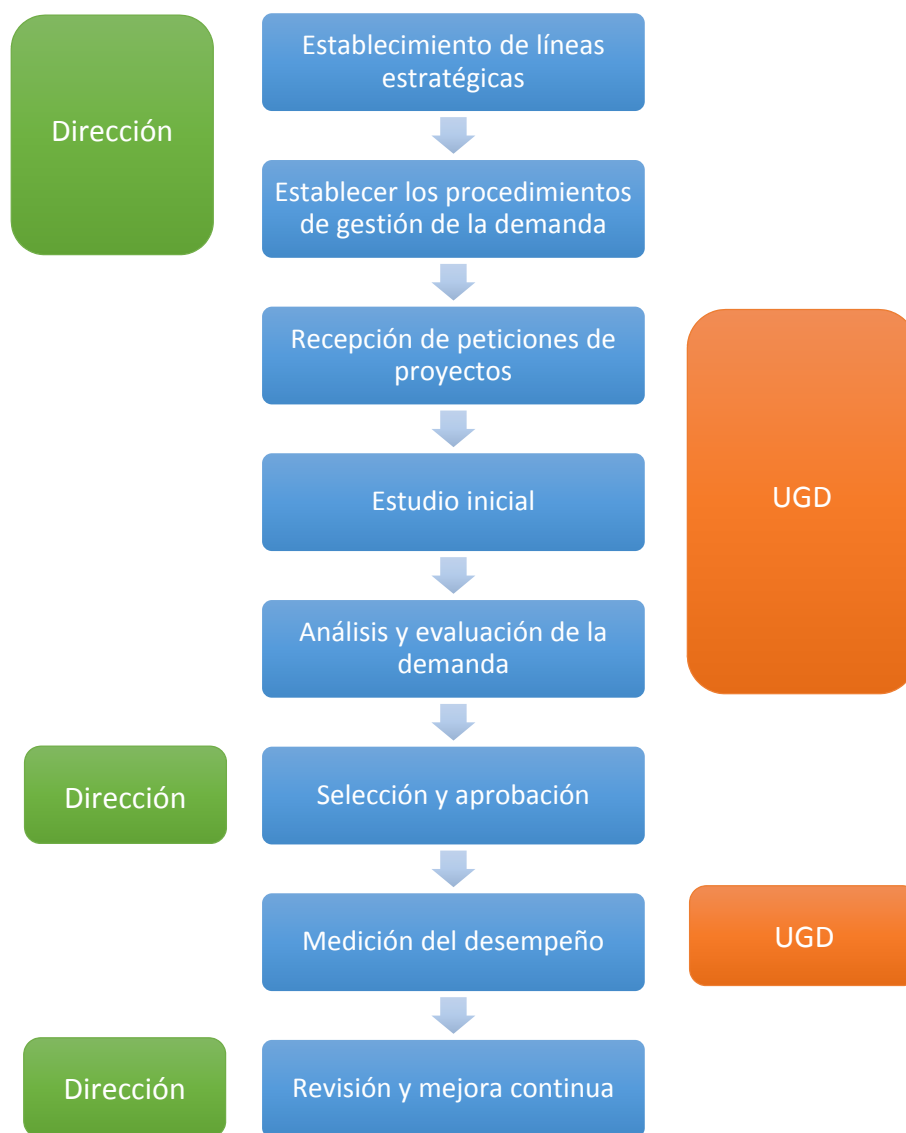 Establecimiento de líneas
estratégicas
Dirección
Establecer los procedimientos
de gestión de la demanda
Recepción de peticiones de
proyectos
Estudio inicial
UGD
Análisis y evaluación de la
demanda
Dirección
Selección y aprobación
Medición del desempeño
UGD
Dirección
Revisión y mejora continua